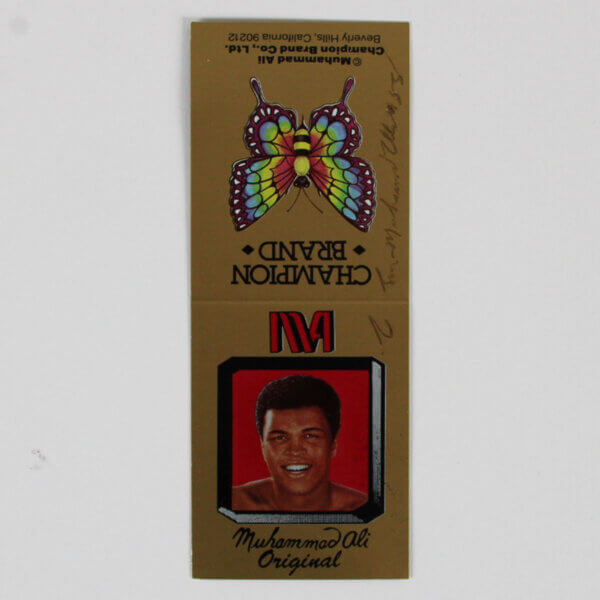 © Muhammad Ali
Champion Brand Co., Ltd.
Beverly Hills, California 90212
CHAMPION
BRAND
MA
Muhammad Ali
Original